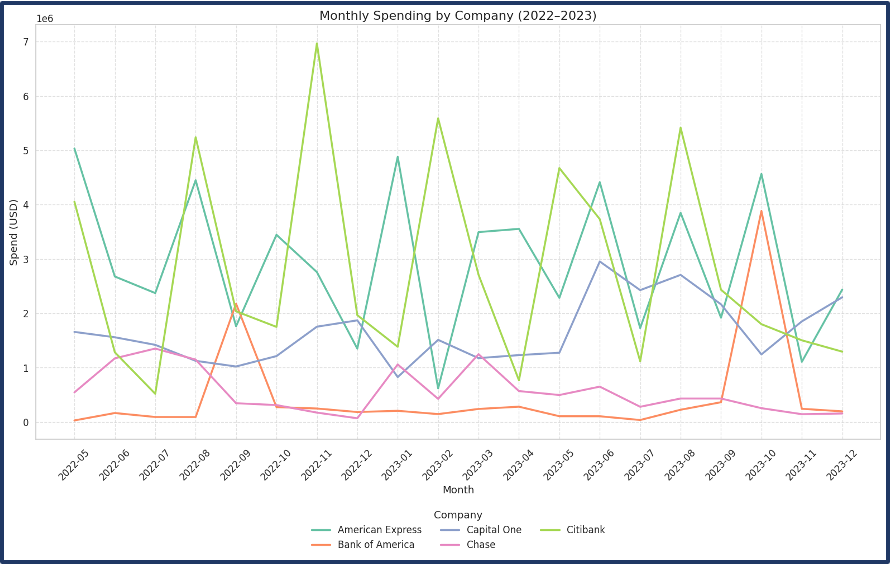 Monthly Spending by Company (2022–2023)
1e6
7
6
5
4
3
2
1
0
Spend (USD)
2022-05 2022-06 2022-07 2022-08 2022-09 2022-10 2022-11 2022-12 2023-01 2023-02 2023-03 2023-04 2023-05 2023-06 2023-07 2023-08 2023-09 2023-10 2023-11 2023-12
Month
Company
American Express Capital One Citibank
Bank of America Chase